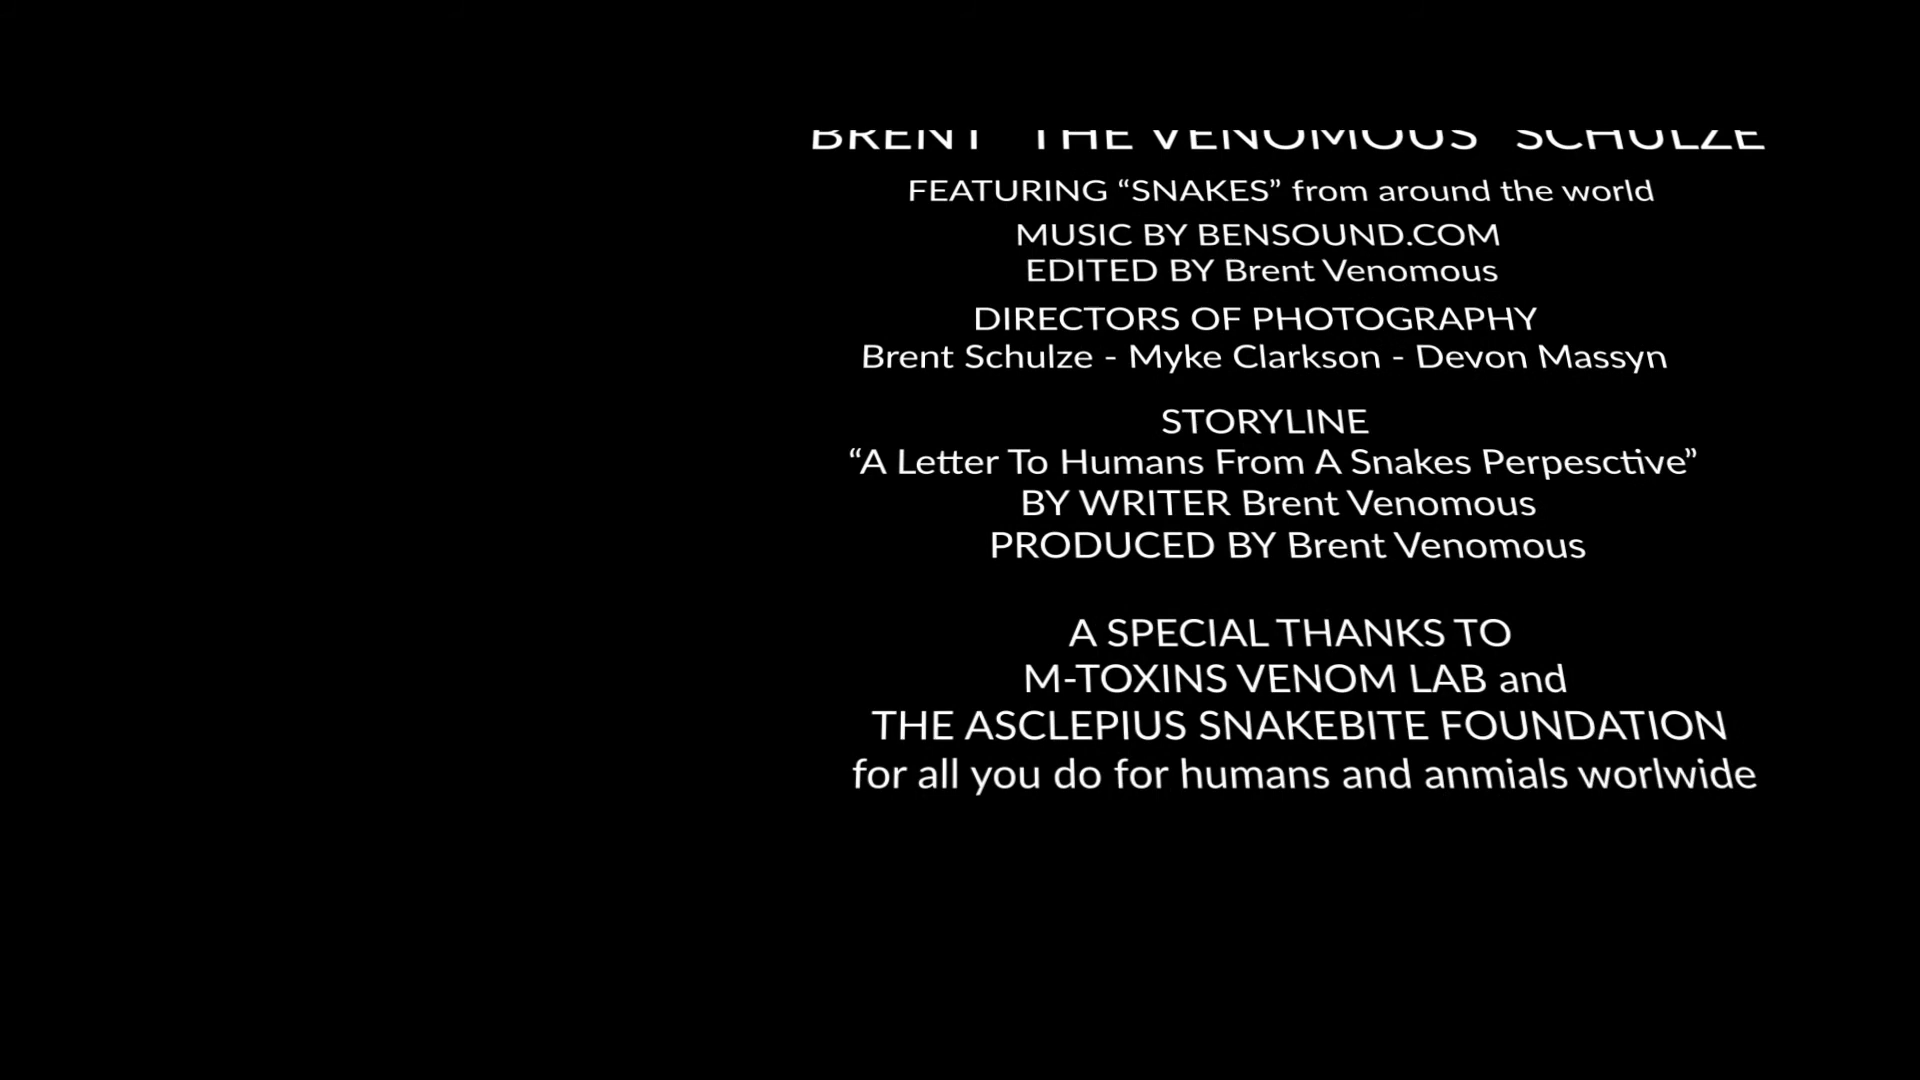 BRENT "THE VENOMOUS" SCHULZE
FEATURING “SNAKES” from around the world
MUSIC BY BENSOUND.COM
EDITED BY Brent Venomous
DIRECTORS OF PHOTOGRAPHY
Brent Schulze - Myke Clarkson - Devon Massyn
STORYLINE
“A Letter To Humans From A Snakes Perpesctive”
BY WRITER Brent Venomous
PRODUCED BY Brent Venomous
A SPECIAL THANKS TO
M-TOXINS VENOM LAB and
THE ASCLEPIUS SNAKEBITE FOUNDATION
for all you do for humans and anmials worlwide